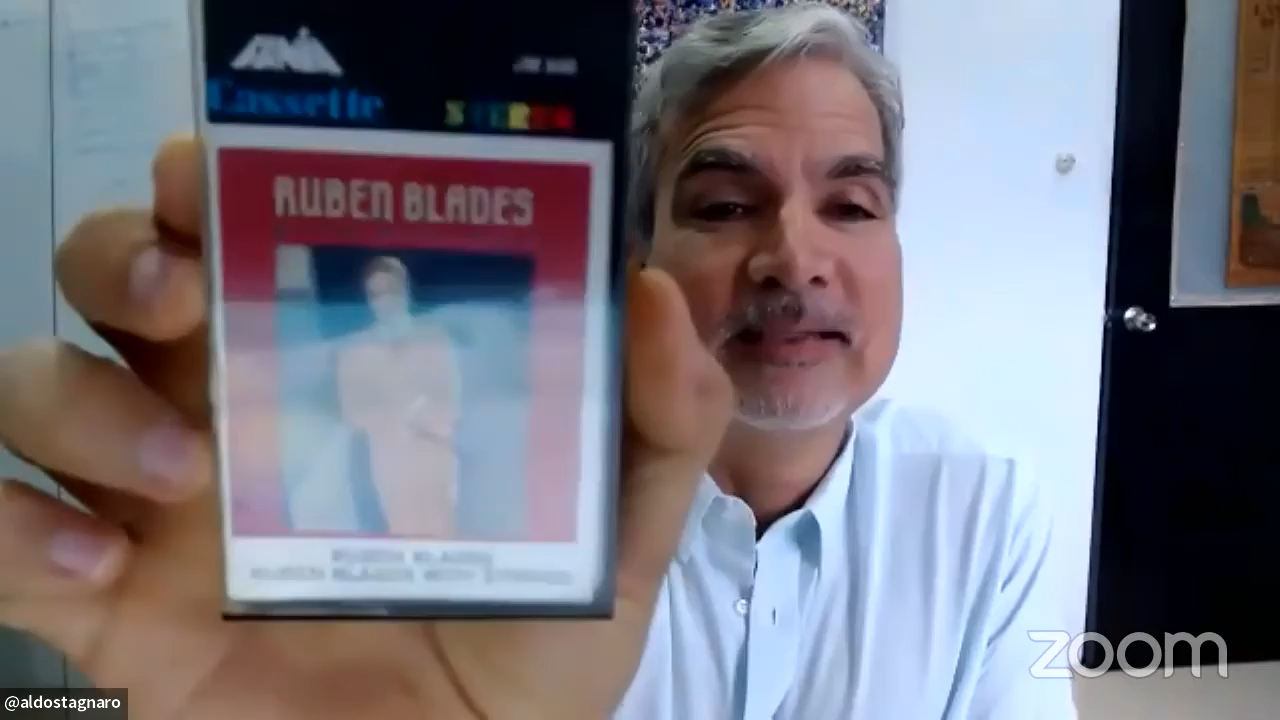 FANIA
Cassette STEREO
RUBEN BLADES
RUBEN BLADES
RUBEN BLADES WITH STRINGS
zoom
@aldostagnaro